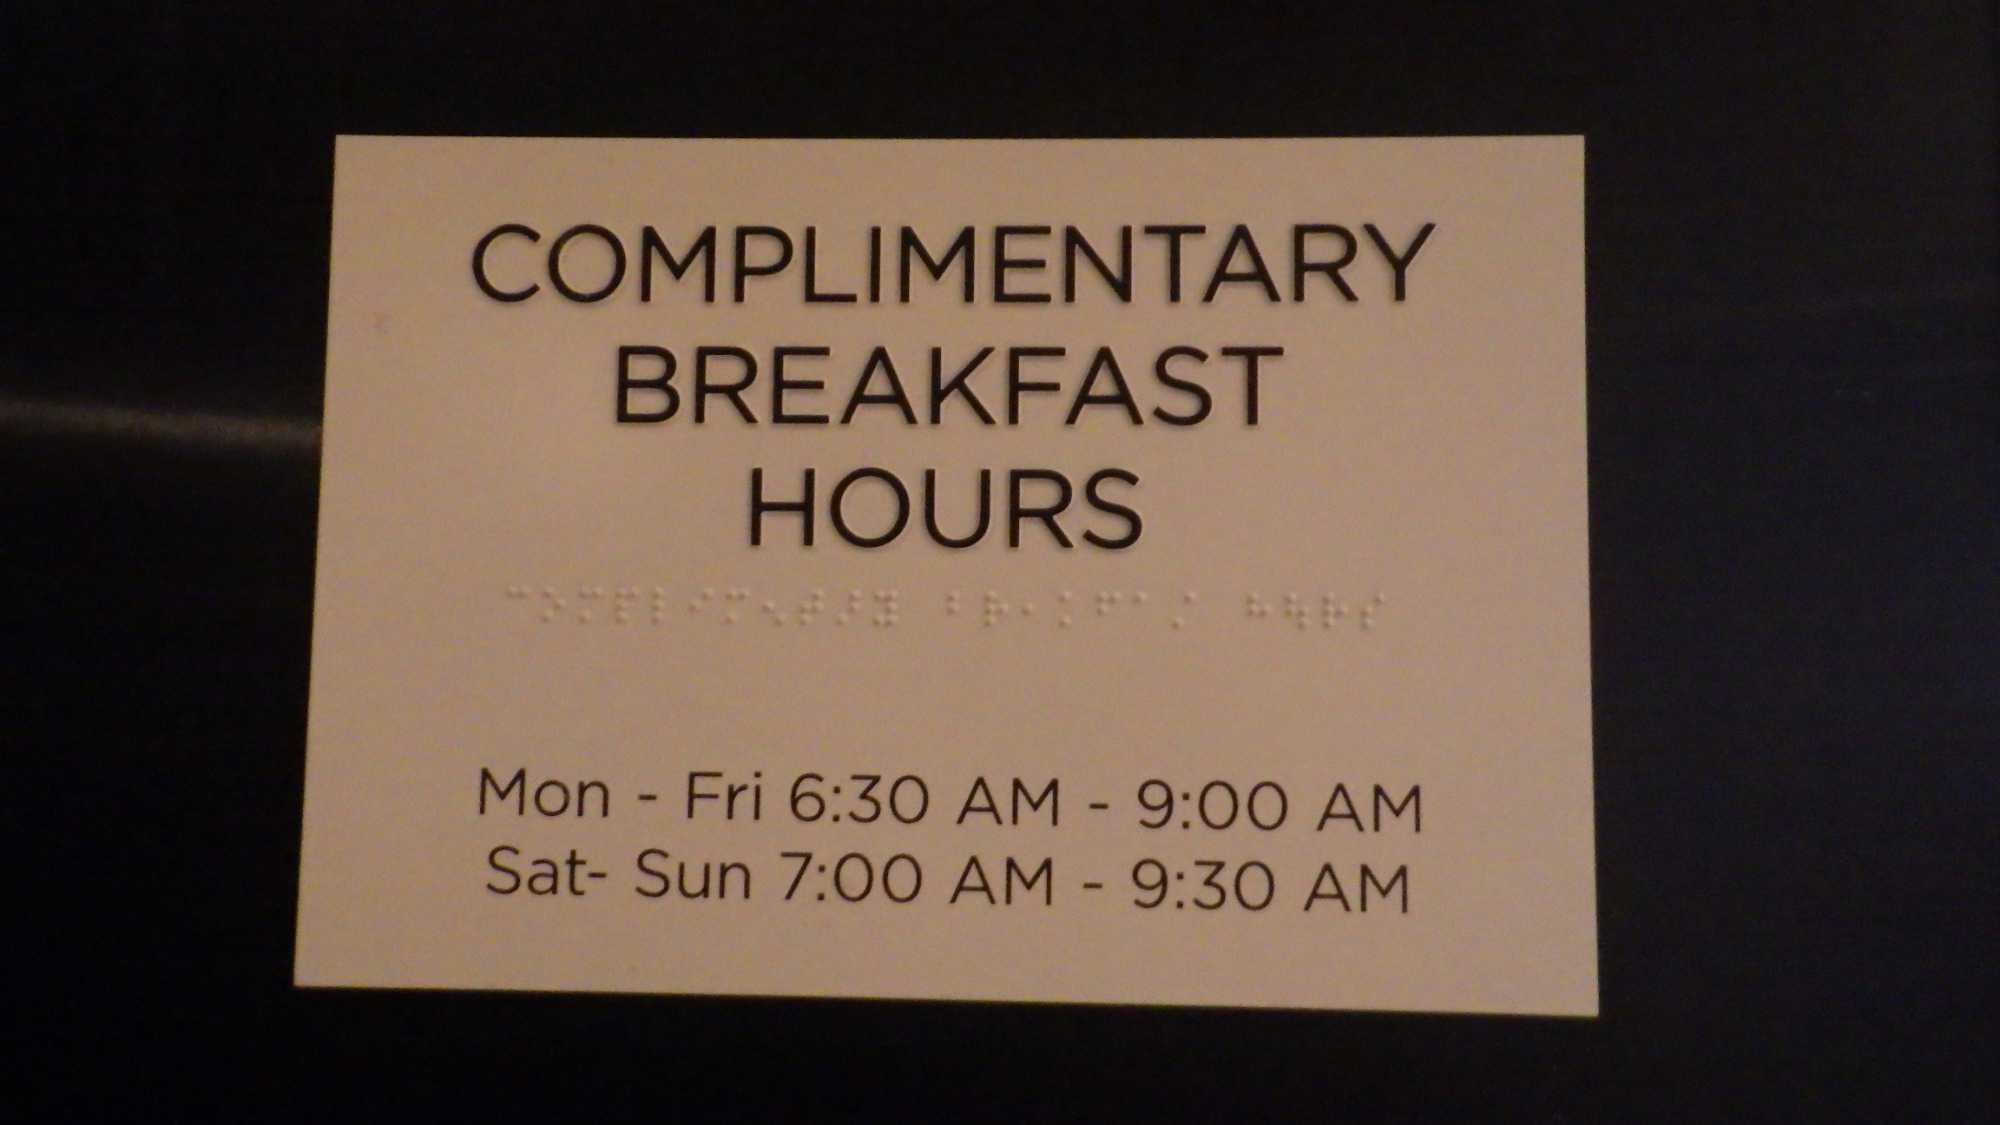 COMPLIMENTARY
BREAKFAST
HOURS
Mon - Fri 6:30 AM - 9:00 AM
Sat- Sun 7:00 AM - 9:30 AM